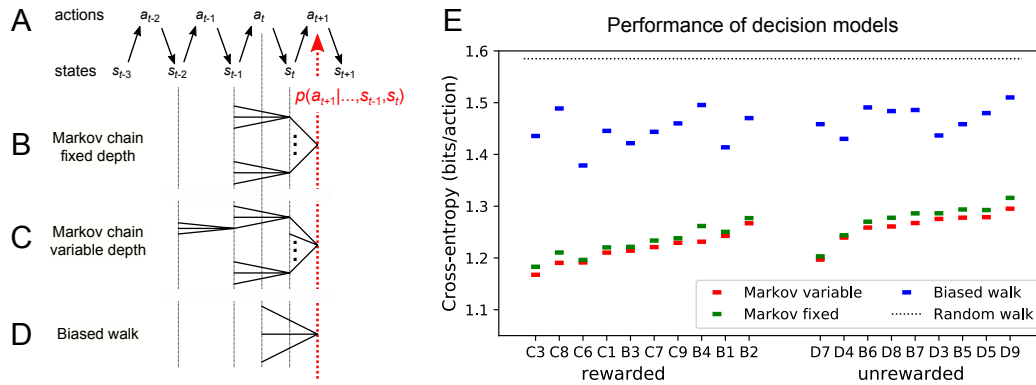 A
actions
a_{t-2} a_{t-1} a_t a_{t+1}
states
s_{t-3} s_{t-2} s_{t-1} s_t s_{t+1}
p(a_{t+1}|...,s_{t-1},s_t)
B
Markov chain
fixed depth
C
Markov chain
variable depth
D
Biased walk
E
Performance of decision models
Cross-entropy (bits/action)
1.6
1.5
1.4
1.3
1.2
1.1
Markov variable
Markov fixed
Biased walk
Random walk
C3 C8 C6 C1 B3 C7 C9 B4 B1 B2 D7 D4 B6 D8 B7 D3 B5 D5 D9
rewarded unrewarded